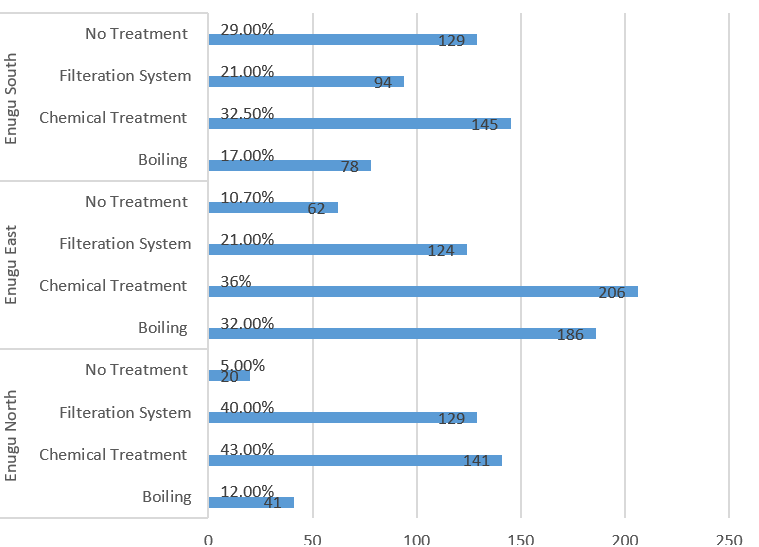 Enugu South
No Treatment 29.00% 129
Filteration System 21.00% 94
Chemical Treatment 32.50% 145
Boiling 17.00% 78
Enugu East
No Treatment 10.70% 62
Filteration System 21.00% 124
Chemical Treatment 36% 206
Boiling 32.00% 186
Enugu North
No Treatment 5.00% 20
Filteration System 40.00% 129
Chemical Treatment 43.00% 141
Boiling 12.00% 41
0 50 100 150 200 250